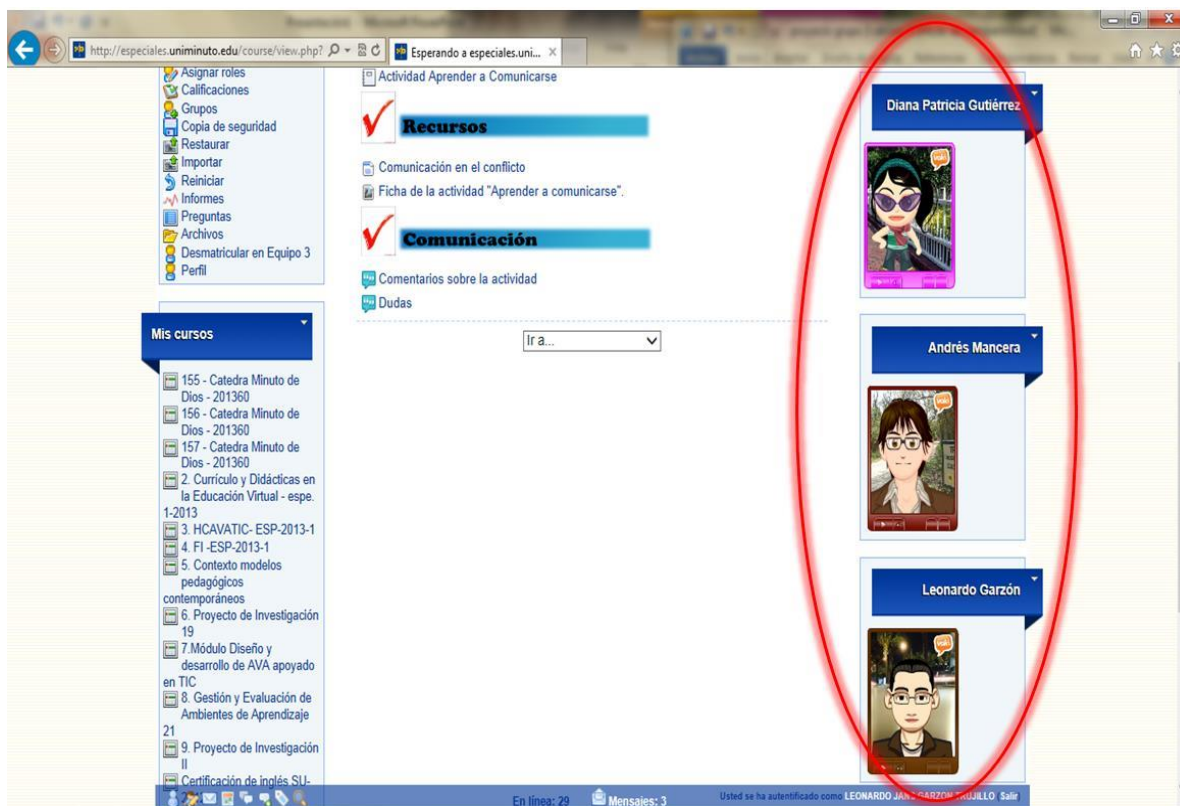 http://especiales.uniminuto.edu/course/view.php?
Esperando a especiales.uni...
Asignar roles
Calificaciones
Grupos
Copia de seguridad
Restaurar
Importar
Reiniciar
Informes
Preguntas
Archivos
Desmatricular en Equipo 3
Perfil
Mis cursos
155 - Catedra Minuto de
Dios - 201360
156 - Catedra Minuto de
Dios - 201360
157 - Catedra Minuto de
Dios - 201360
2. Currículo y Didácticas en
la Educación Virtual - espe.
1-2013
3. HCAVATIC- ESP-2013-1
4. FI -ESP-2013-1
5. Contexto modelos
pedagógicos
contemporáneos
6. Proyecto de Investigación
19
7.Módulo Diseño y
desarrollo de AVA apoyado
en TIC
8. Gestión y Evaluación de
Ambientes de Aprendizaje
21
9. Proyecto de Investigación
II
Certificación de inglés SU-
Actividad Aprender a Comunicarse
Recursos
Comunicación en el conflicto
Ficha de la actividad "Aprender a comunicarse".
Comunicación
Comentarios sobre la actividad
Dudas
Ir a...
Diana Patricia Gutiérrez
voki
Andrés Mancera
voki
Leonardo Garzón
voki
En línea: 29
Mensajes: 3
Usted se ha autentificado como LEONARDO JANS GARZON TRUJILLO (Salir)